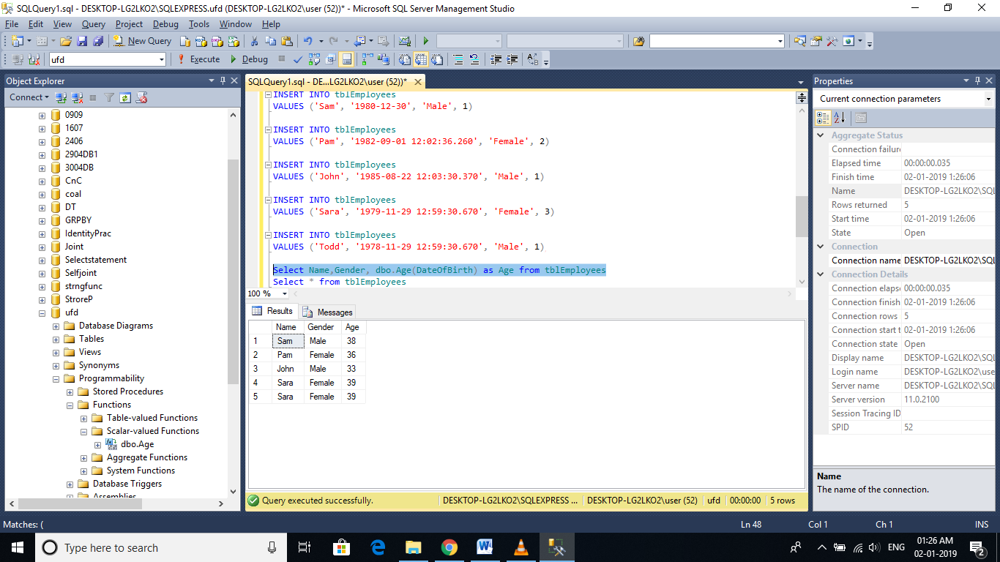 SQLQuery1.sql - DESKTOP-LG2LKO2\SQLEXPRESS.ufd (DESKTOP-LG2LKO2\user (52))* - Microsoft SQL Server Management Studio
File Edit View Query Project Debug Tools Window Help
New Query
ufd Execute Debug
Object Explorer
Connect
0909
1607
2406
2904DB1
3004DB
CnC
coal
DT
GRPBY
IdentityPrac
Joint
Selectstatement
Selfjoint
strngfunc
StroreP
ufd
Database Diagrams
Tables
Views
Synonyms
Programmability
Stored Procedures
Functions
Table-valued Functions
Scalar-valued Functions
dbo.Age
Aggregate Functions
System Functions
Database Triggers
Assemblies
SQLQuery1.sql - DE...LG2LKO2\user (52))*
INSERT INTO tblEmployees
VALUES ('Sam', '1980-12-30', 'Male', 1)
INSERT INTO tblEmployees
VALUES ('Pam', '1982-09-01 12:02:36.260', 'Female', 2)
INSERT INTO tblEmployees
VALUES ('John', '1985-08-22 12:03:30.370', 'Male', 1)
INSERT INTO tblEmployees
VALUES ('Sara', '1979-11-29 12:59:30.670', 'Female', 3)
INSERT INTO tblEmployees
VALUES ('Todd', '1978-11-29 12:59:30.670', 'Male', 1)
Select Name,Gender, dbo.Age(DateOfBirth) as Age from tblEmployees
Select * from tblEmployees
100 %
Results Messages
Name Gender Age
1 Sam Male 38
2 Pam Female 36
3 John Male 33
4 Sara Female 39
5 Sara Female 39
Query executed successfully. DESKTOP-LG2LKO2\SQLEXPRESS ... DESKTOP-LG2LKO2\user (52) ufd 00:00:00 5 rows
Properties
Current connection parameters
Aggregate Status
Connection failure
Elapsed time 00:00:00.035
Finish time 02-01-2019 1:26:06
Name DESKTOP-LG2LKO2\SQL
Rows returned 5
Start time 02-01-2019 1:26:06
State Open
Connection
Connection name DESKTOP-LG2LKO2\SQL
Connection Details
Connection elaps 00:00:00.035
Connection finish 02-01-2019 1:26:06
Connection rows 5
Connection start t 02-01-2019 1:26:06
Connection state Open
Display name DESKTOP-LG2LKO2\SQL
Login name DESKTOP-LG2LKO2\use
Server name DESKTOP-LG2LKO2\SQL
Server version 11.0.2100
Session Tracing ID
SPID 52
Name
The name of the connection.
Matches: ( Ln 48 Col 1 Ch 1 INS
Type here to search
ENG 01:26 AM
02-01-2019
2